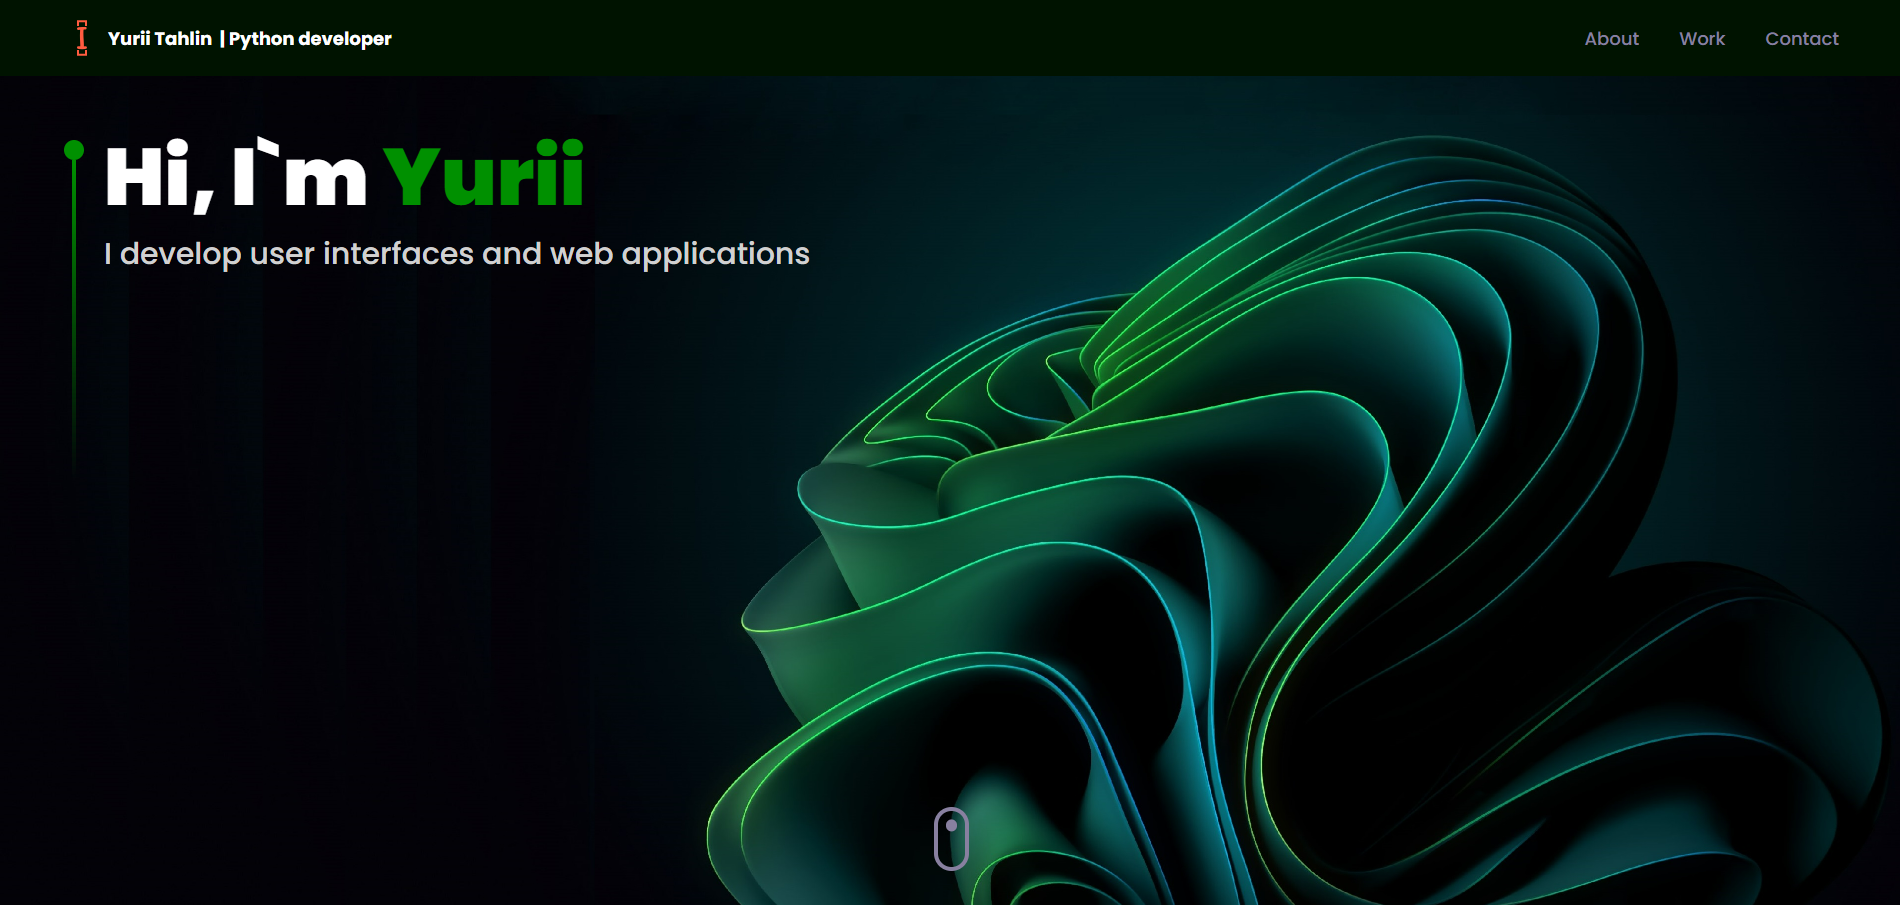 Yurii Tahlin | Python developer
About Work Contact
Hi, I`m Yurii
I develop user interfaces and web applications